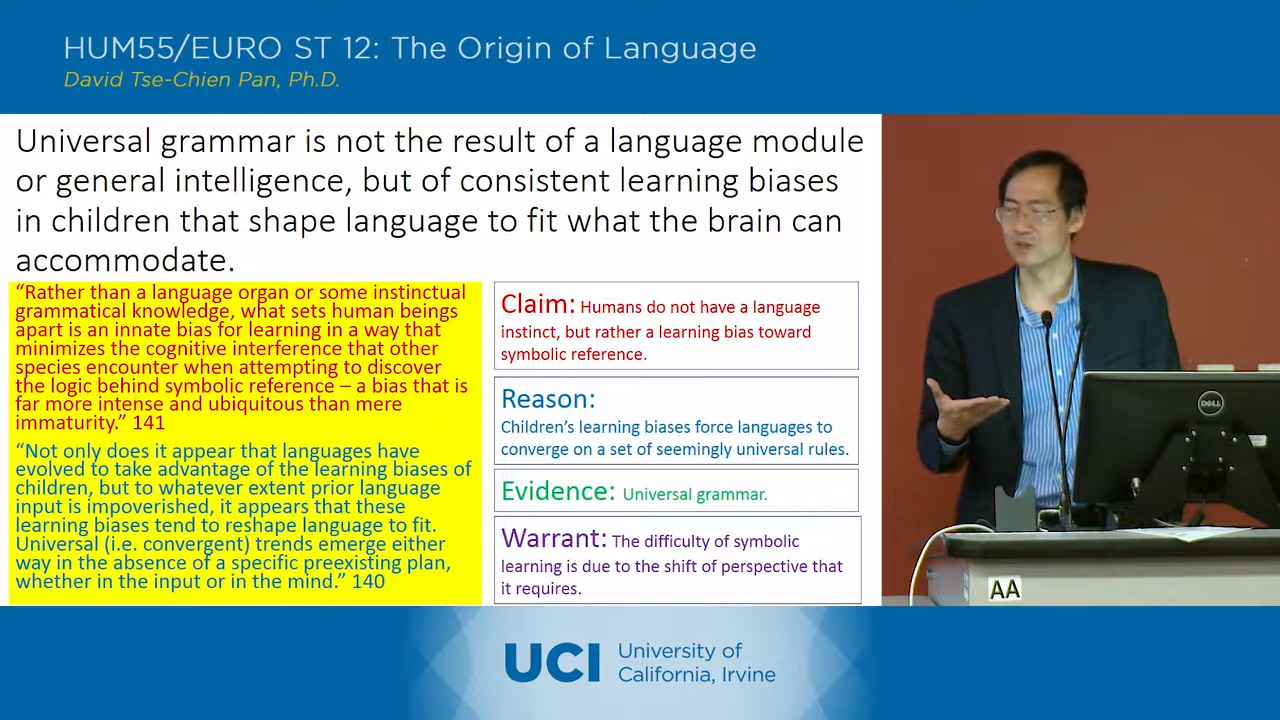 HUM55/EURO ST 12: The Origin of Language
David Tse-Chien Pan, Ph.D.
Universal grammar is not the result of a language module
or general intelligence, but of consistent learning biases
in children that shape language to fit what the brain can
accommodate.
“Rather than a language organ or some instinctual
grammatical knowledge, what sets human beings
apart is an innate bias for learning in a way that
minimizes the cognitive interference that other
species encounter when attempting to discover
the logic behind symbolic reference – a bias that is
far more intense and ubiquitous than mere
immaturity.” 141
“Not only does it appear that languages have
evolved to take advantage of the learning biases of
children, but to whatever extent prior language
input is impoverished, it appears that these
learning biases tend to reshape language to fit.
Universal (i.e. convergent) trends emerge either
way in the absence of a specific preexisting plan,
whether in the input or in the mind.” 140
Claim: Humans do not have a language
instinct, but rather a learning bias toward
symbolic reference.
Reason:
Children’s learning biases force languages to
converge on a set of seemingly universal rules.
Evidence: Universal grammar.
Warrant: The difficulty of symbolic
learning is due to the shift of perspective that
it requires.
DELL
AA
UCI University of
California, Irvine